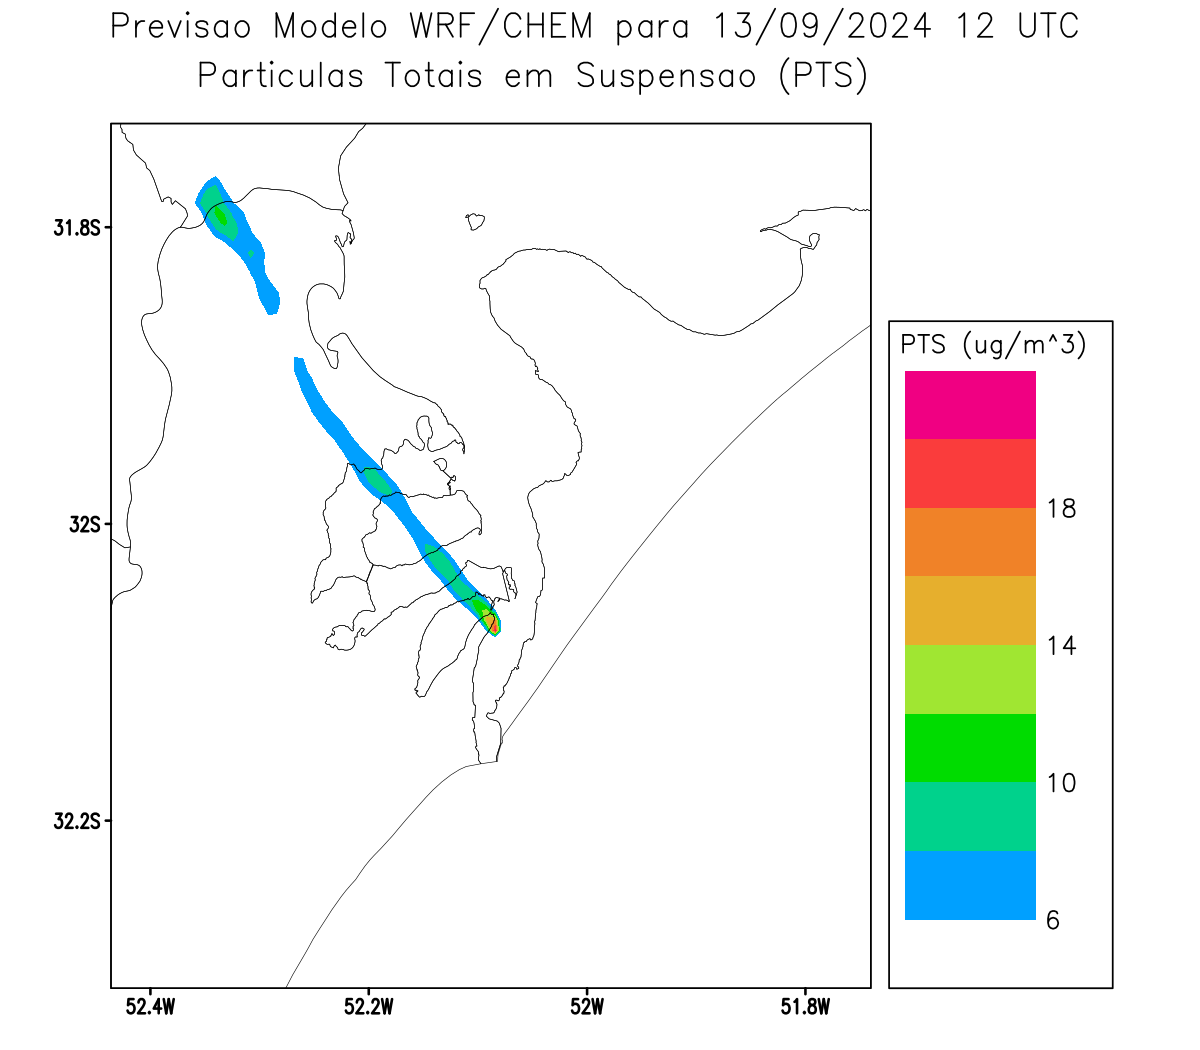 Previsao Modelo WRF/CHEM para 13/09/2024 12 UTC
Particulas Totais em Suspensao (PTS)
31.8S
32S
32.2S
52.4W
52.2W
52W
51.8W
PTS (ug/m^3)
18
14
10
6